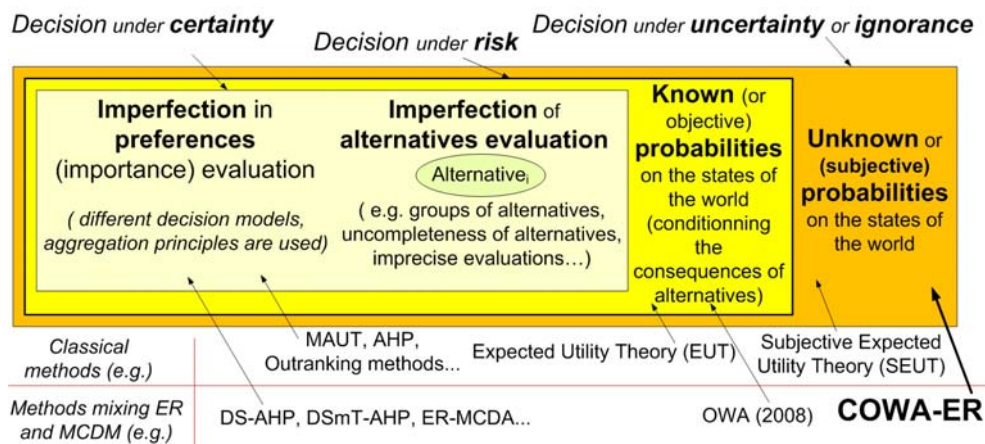 Decision under certainty
Decision under risk
Decision under uncertainty or ignorance
Imperfection in
preferences
(importance) evaluation
( different decision models,
aggregation principles are used)
Imperfection of
alternatives evaluation
Alternativei
( e.g. groups of alternatives,
uncompleteness of alternatives,
imprecise evaluations…)
Known (or
objective)
probabilities
on the states of
the world
(conditionning
the
consequences of
alternatives)
Unknown or
(subjective)
probabilities
on the states of
the world
Classical
methods (e.g.)
MAUT, AHP,
Outranking methods...
Expected Utility Theory (EUT)
Subjective Expected
Utility Theory (SEUT)
Methods mixing ER
and MCDM (e.g.)
DS-AHP, DSmT-AHP, ER-MCDA...
OWA (2008)
COWA-ER